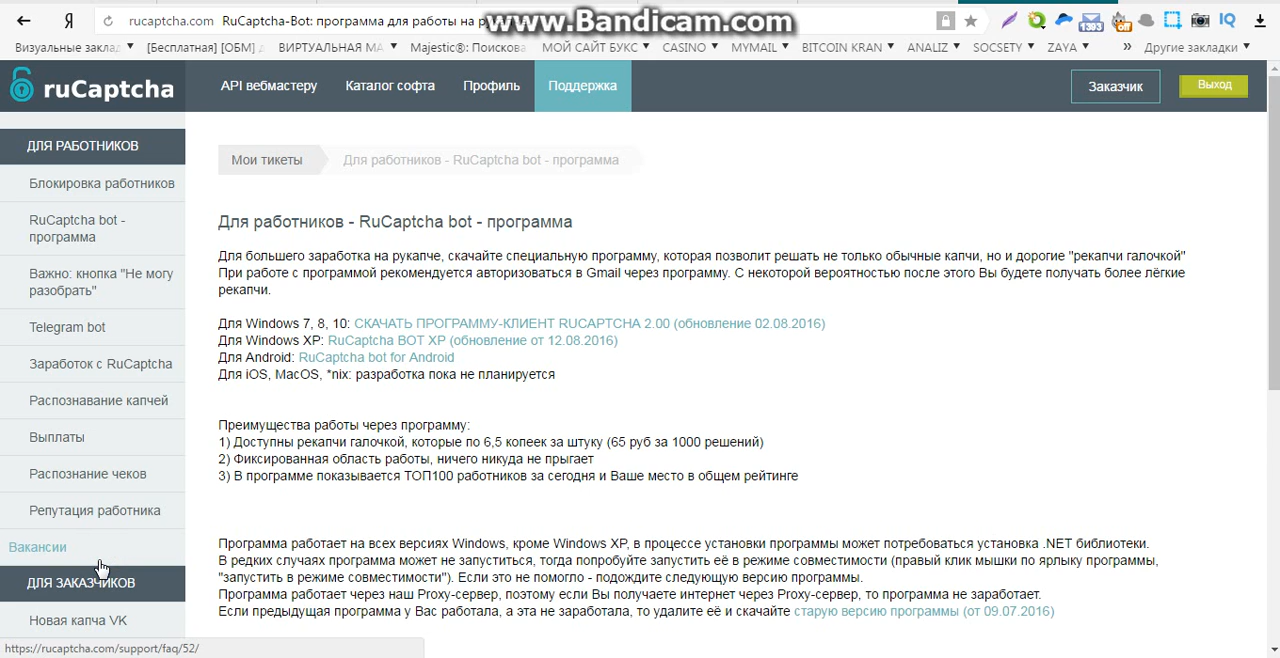 Я
rucaptcha.com RuCaptcha-Bot: программа для работы на
www.Bandicam.com
1393
off
IQ
Визуальные заклад
[Бесплатная] [ОБМ]
ВИРТУАЛЬНАЯ МА
Majestic®: Поискова
МОЙ САЙТ БУКС
CASINO
MYMAIL
BITCOIN KRAN
ANALIZ
SOCSETY
ZAYA
» Другие закладки
ruCaptcha
API вебмастеру
Каталог софта
Профиль
Поддержка
Заказчик
Выход
ДЛЯ РАБОТНИКОВ
Блокировка работников
RuCaptcha bot -
программа
Важно: кнопка "Не могу
разобрать"
Telegram bot
Заработок с RuCaptcha
Распознавание капчей
Выплаты
Распознание чеков
Репутация работника
Вакансии
ДЛЯ ЗАКАЗЧИКОВ
Новая капча VK
https://rucaptcha.com/support/faq/52/
Мои тикеты
Для работников - RuCaptcha bot - программа
Для работников - RuCaptcha bot - программа
Для большего заработка на рукапче, скачайте специальную программу, которая позволит решать не только обычные капчи, но и дорогие "рекапчи галочкой"
При работе с программой рекомендуется авторизоваться в Gmail через программу. С некоторой вероятностью после этого Вы будете получать более лёгкие
рекапчи.
Для Windows 7, 8, 10: СКАЧАТЬ ПРОГРАММУ-КЛИЕНТ RUCAPTCHA 2.00 (обновление 02.08.2016)
Для Windows XP: RuCaptcha BOT XP (обновление от 12.08.2016)
Для Android: RuCaptcha bot for Android
Для iOS, MacOS, *nix: разработка пока не планируется
Преимущества работы через программу:
1) Доступны рекапчи галочкой, которые по 6,5 копеек за штуку (65 руб за 1000 решений)
2) Фиксированная область работы, ничего никуда не прыгает
3) В программе показывается ТОП100 работников за сегодня и Ваше место в общем рейтинге
Программа работает на всех версиях Windows, кроме Windows XP, в процессе установки программы может потребоваться установка .NET библиотеки.
В редких случаях программа может не запуститься, тогда попробуйте запустить её в режиме совместимости (правый клик мышки по ярлыку программы,
"запустить в режиме совместимости"). Если это не помогло - подождите следующую версию программы.
Программа работает через наш Proxy-сервер, поэтому если Вы получаете интернет через Proxy-сервер, то программа не заработает.
Если предыдущая программа у Вас работала, а эта не заработала, то удалите её и скачайте старую версию программы (от 09.07.2016)